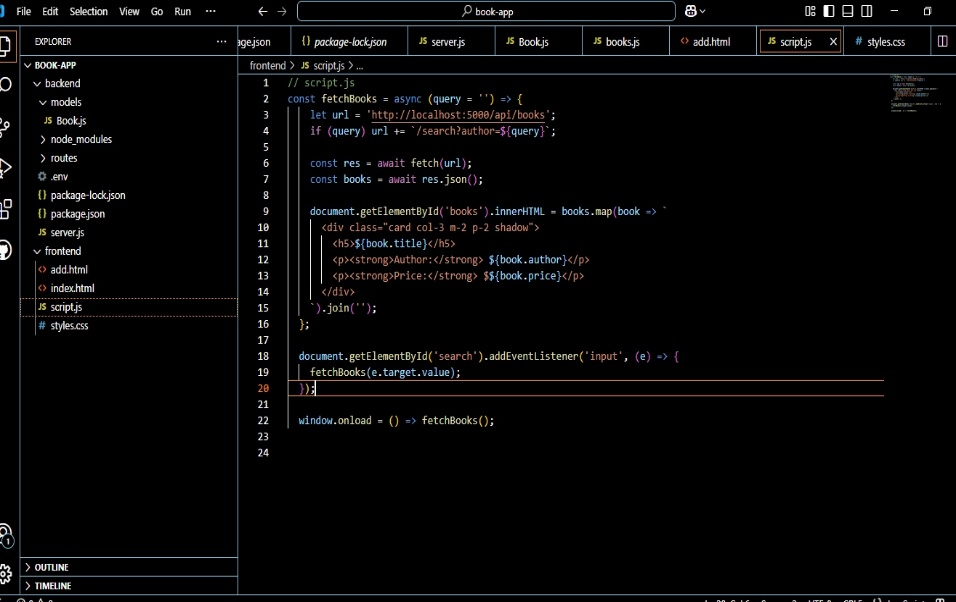 File Edit Selection View Go Run ··· ← → book-app
EXPLORER ···
age.json {} package-lock.json JS server.js JS Book.js JS books.js <> add.html JS script.js × # styles.css
BOOK-APP
backend
models
JS Book.js
node_modules
routes
.env
{} package-lock.json
{} package.json
JS server.js
frontend
<> add.html
<> index.html
JS script.js
# styles.css
OUTLINE
TIMELINE
1
frontend > JS script.js > ...
1 // script.js
2 const fetchBooks = async (query = '') => {
3 let url = 'http://localhost:5000/api/books';
4 if (query) url += `/search?author=${query}`;
5
6 const res = await fetch(url);
7 const books = await res.json();
8
9 document.getElementById('books').innerHTML = books.map(book => `
10 <div class="card col-3 m-2 p-2 shadow">
11 <h5>${book.title}</h5>
12 <p><strong>Author:</strong> ${book.author}</p>
13 <p><strong>Price:</strong> $${book.price}</p>
14 </div>
15 `).join('');
16 };
17
18 document.getElementById('search').addEventListener('input', (e) => {
19 fetchBooks(e.target.value);
20 });
21
22 window.onload = () => fetchBooks();
23
24